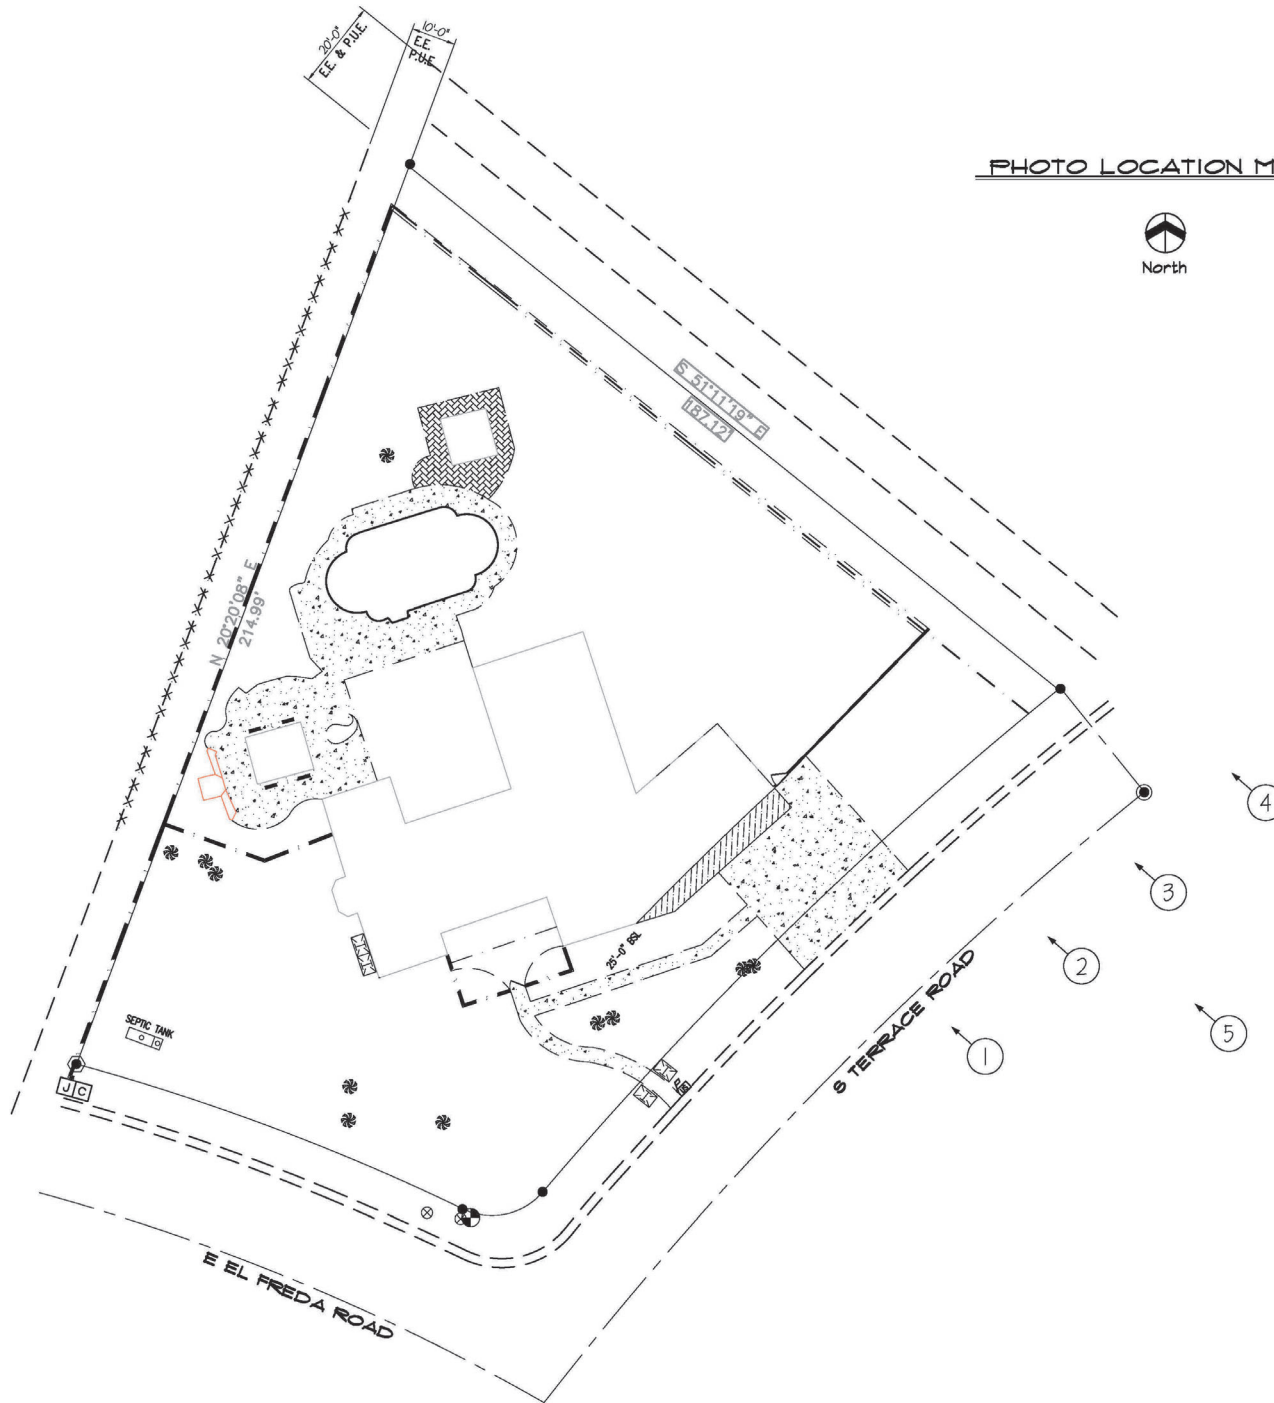 20'-0"
E.E. & P.U.E.
10'-0"
E.E.
P.U.E
PHOTO LOCATION M
North
S 51°11'19" E
187.12'
N 20°20'08" E
214.99'
25'-0" BSL
SEPTIC TANK
J C
4
3
2
5
1
S TERRACE ROAD
E EL FREDA ROAD